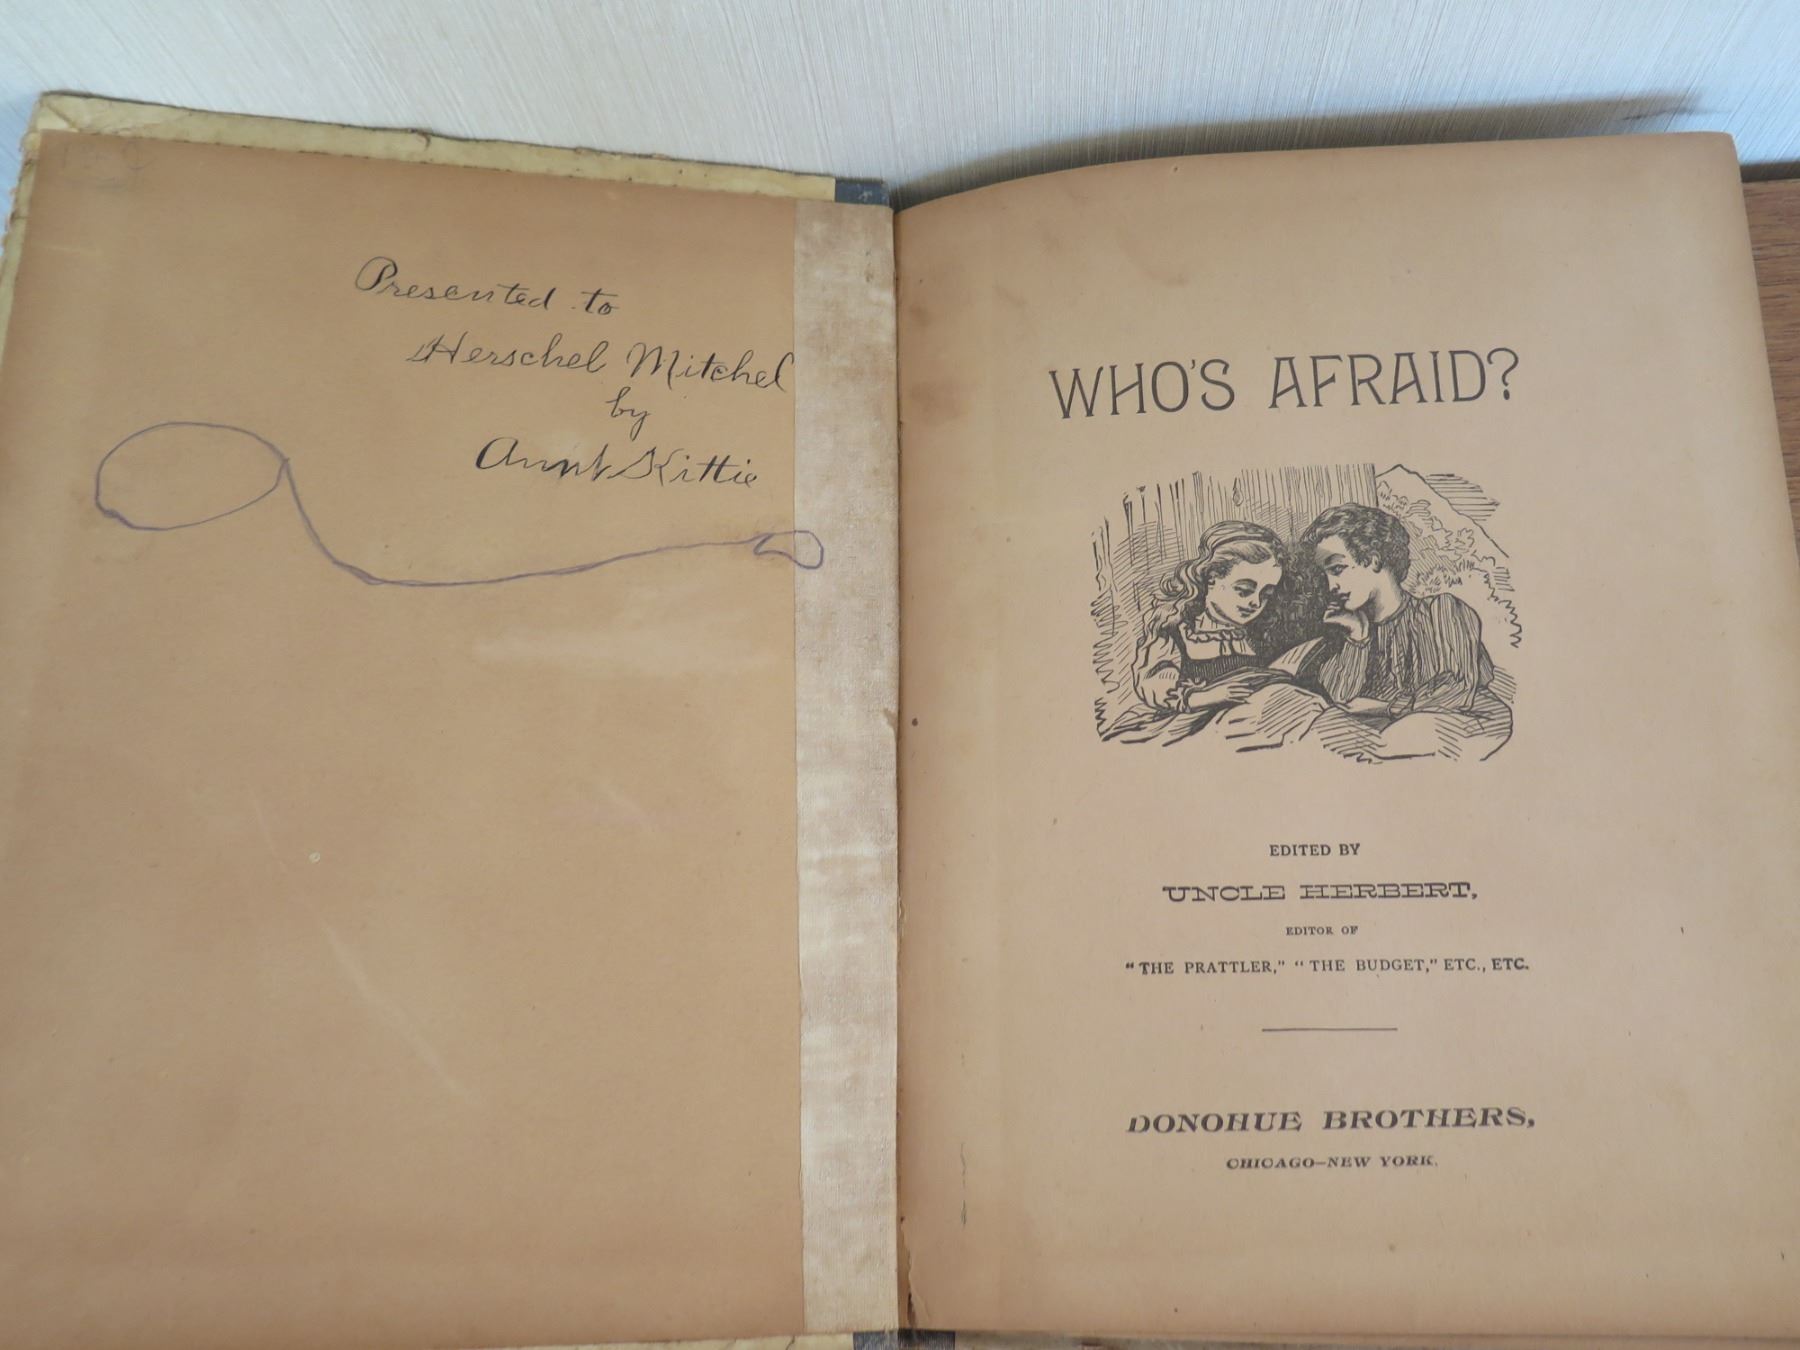 Presented to
Herschel Mitchel
by
Aunt Kittie
WHO'S AFRAID?
EDITED BY
UNCLE HERBERT,
EDITOR OF
"THE PRATTLER," "THE BUDGET," ETC., ETC.
DONOHUE BROTHERS,
CHICAGO—NEW YORK.